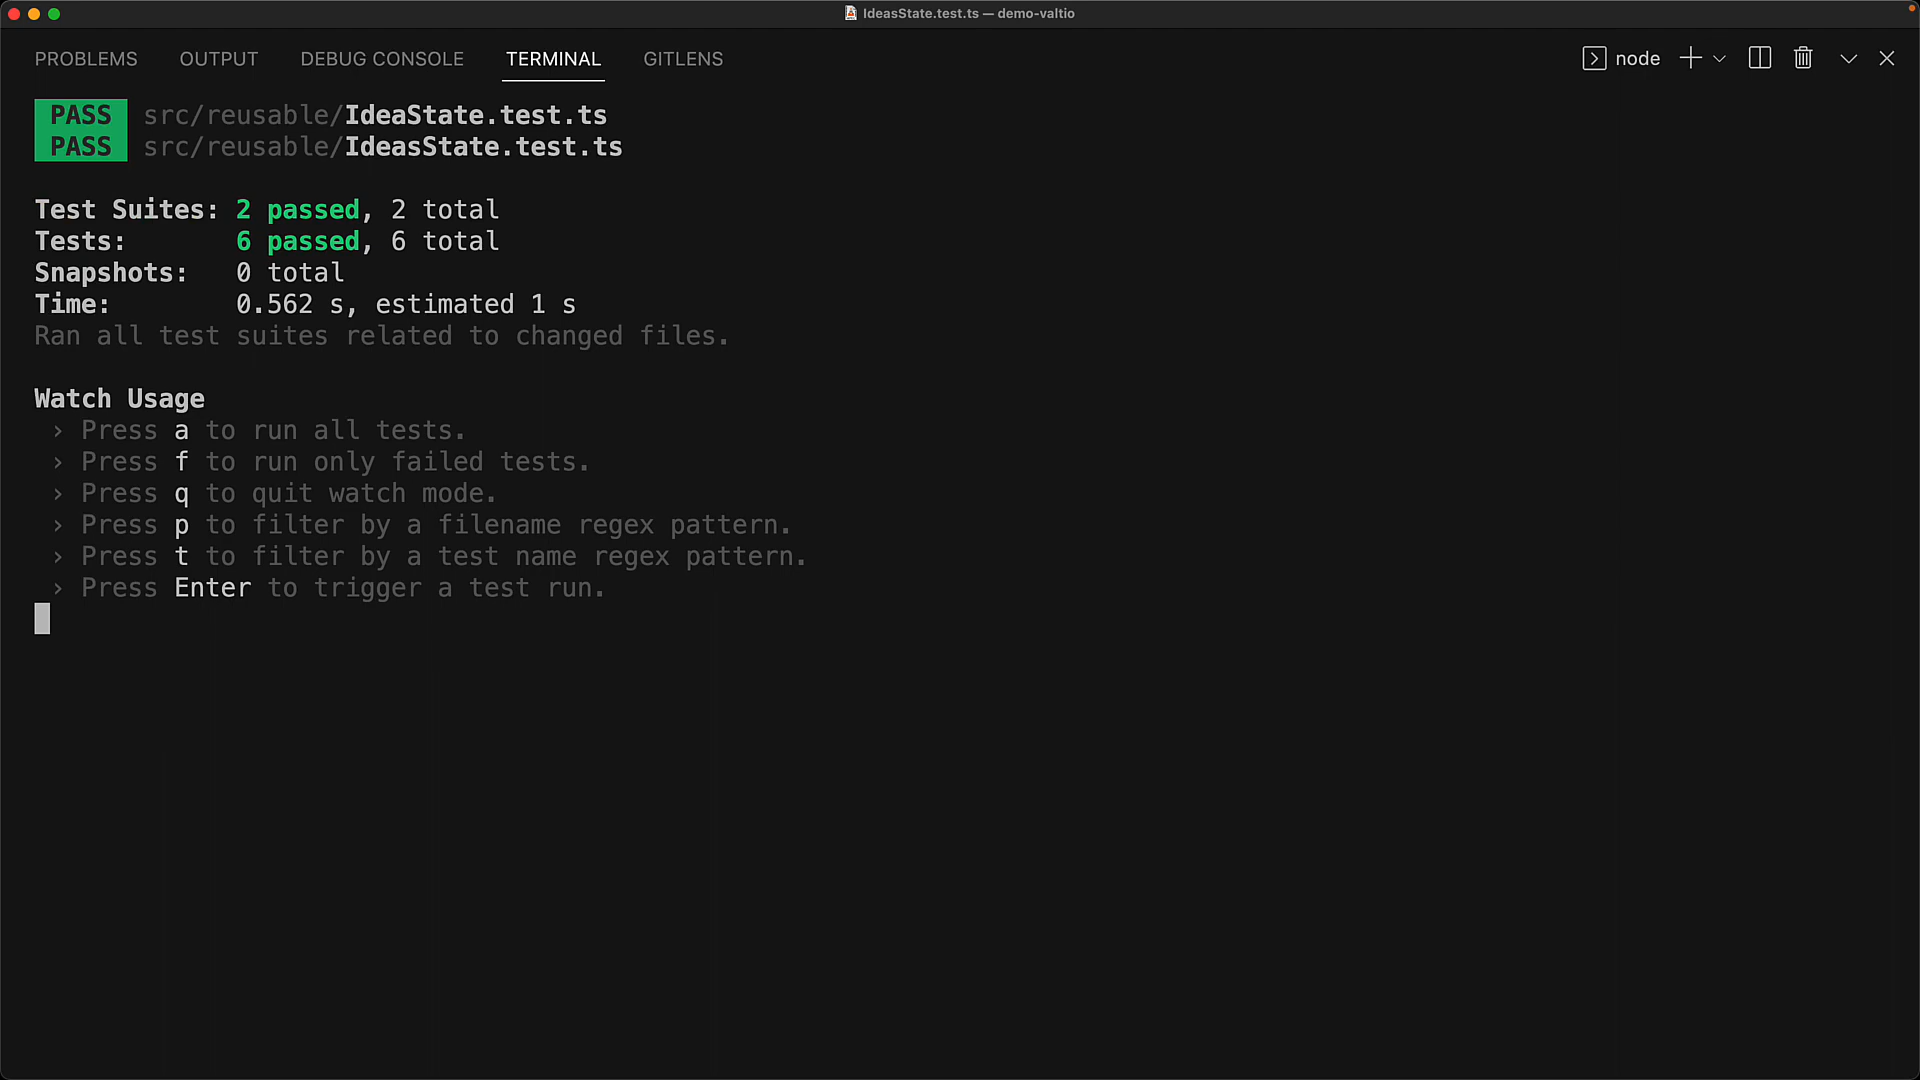 IdeasState.test.ts — demo-valtio
PROBLEMS OUTPUT DEBUG CONSOLE TERMINAL GITLENS node
PASS src/reusable/IdeaState.test.ts
PASS src/reusable/IdeasState.test.ts
Test Suites: 2 passed, 2 total
Tests: 6 passed, 6 total
Snapshots: 0 total
Time: 0.562 s, estimated 1 s
Ran all test suites related to changed files.
Watch Usage
› Press a to run all tests.
› Press f to run only failed tests.
› Press q to quit watch mode.
› Press p to filter by a filename regex pattern.
› Press t to filter by a test name regex pattern.
› Press Enter to trigger a test run.